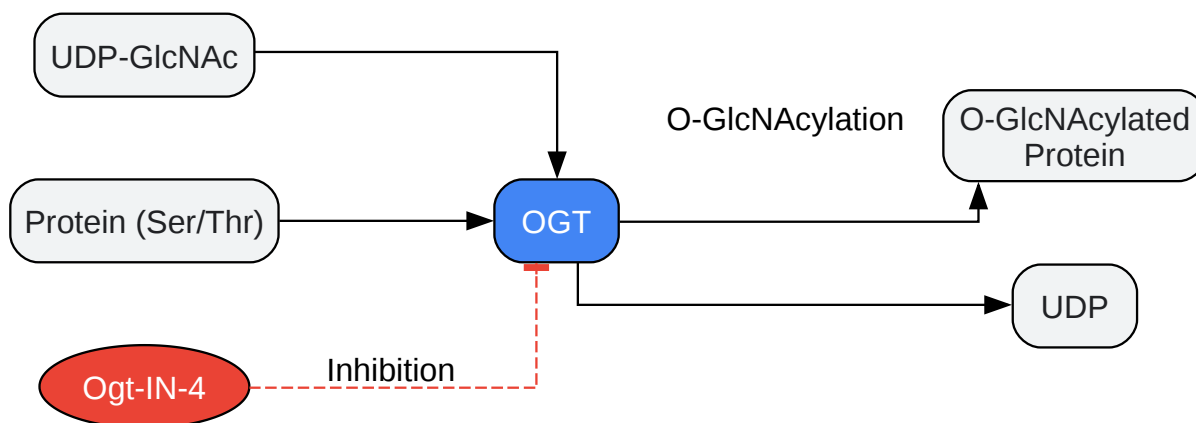 UDP-GlcNAc
O-GlcNAcylation
O-GlcNAcylated
Protein
Protein (Ser/Thr)
OGT
UDP
Inhibition
Ogt-IN-4